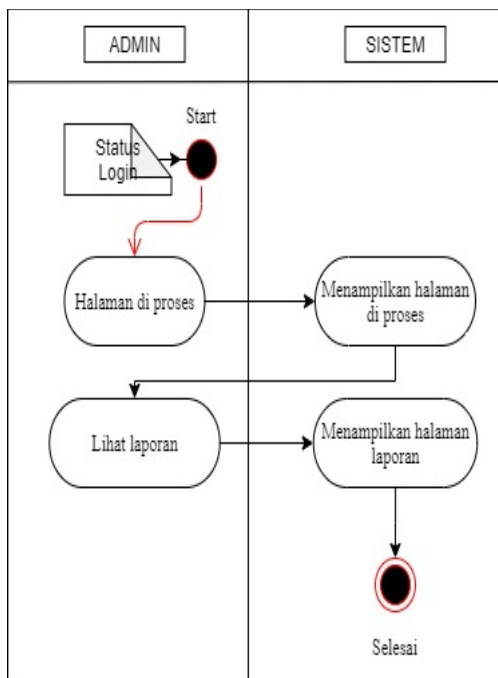 ADMIN
SISTEM
Start
Status
Login
Halaman di proses
Menampilkan halaman
di proses
Lihat laporan
Menampilkan halaman
laporan
Selesai